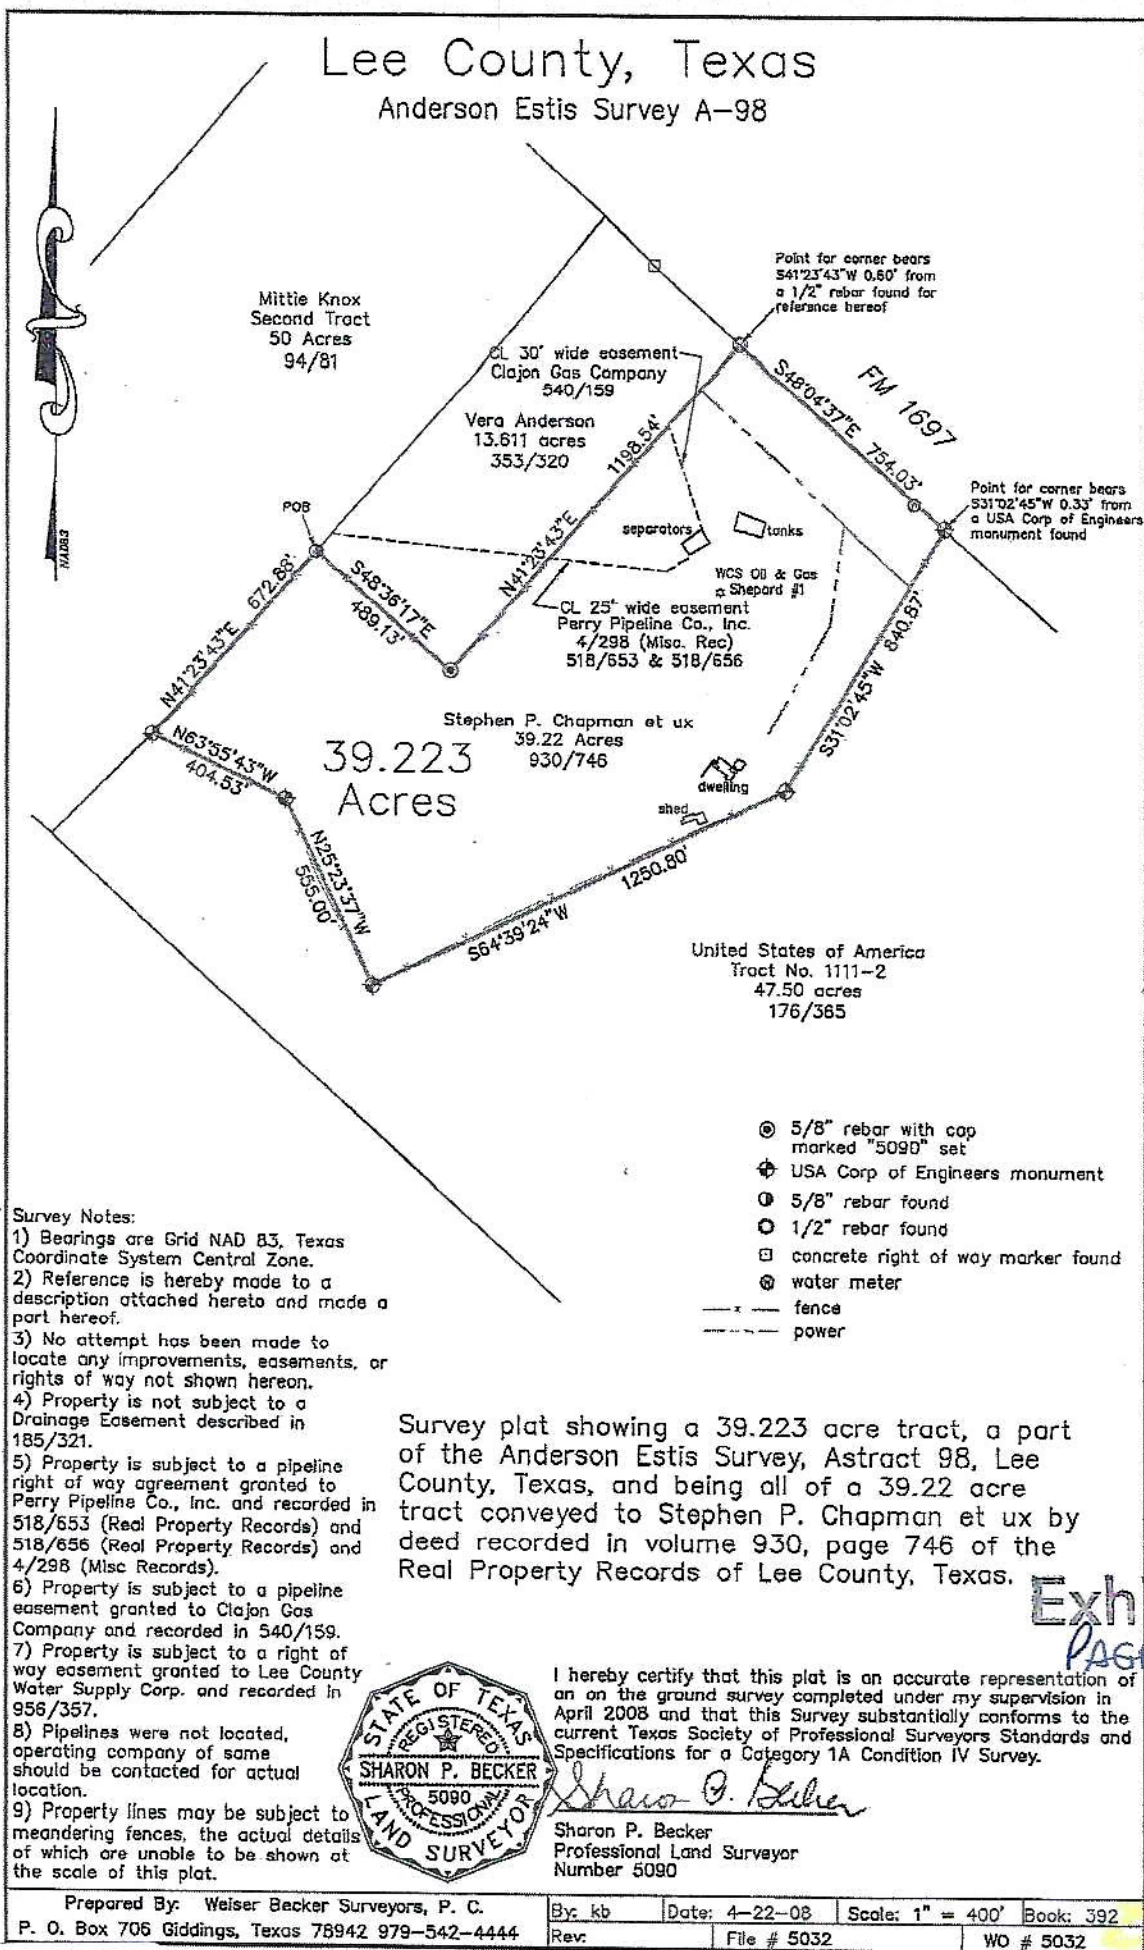 Lee County, Texas
Anderson Estis Survey A-98
NAD83
Mittie Knox
Second Tract
50 Acres
94/81
Point for corner bears
S41°23'43"W 0.60' from
a 1/2" rebar found for
reference hereof
CL 30' wide easement
Clajon Gas Company
540/159
Vera Anderson
13.611 acres
353/320
FM 1697
S48°04'37"E 754.03'
1198.54'
N41°23'43"E
Point for corner bears
S31°02'45"W 0.33' from
a USA Corp of Engineers
monument found
POB
separators
tanks
WCS Oil & Gas
Shepard #1
672.88'
N41°23'43"E
S48°36'17"E
489.13'
CL 25' wide easement
Perry Pipeline Co., Inc.
4/298 (Misc. Rec)
518/653 & 518/656
S31°02'45"W 840.87'
N63°55'43"W
404.53'
Stephen P. Chapman et ux
39.22 Acres
930/746
39.223
Acres
dwelling
shed
N25°23'37"W
555.00'
S64°39'24"W
1250.80'
United States of America
Tract No. 1111-2
47.50 acres
176/365
5/8" rebar with cap
marked "5090" set
USA Corp of Engineers monument
5/8" rebar found
1/2" rebar found
concrete right of way marker found
water meter
fence
power
Survey Notes:
1) Bearings are Grid NAD 83, Texas
Coordinate System Central Zone.
2) Reference is hereby made to a
description attached hereto and made a
part hereof.
3) No attempt has been made to
locate any improvements, easements, or
rights of way not shown hereon.
4) Property is not subject to a
Drainage Easement described in
185/321.
5) Property is subject to a pipeline
right of way agreement granted to
Perry Pipeline Co., Inc. and recorded in
518/653 (Real Property Records) and
518/656 (Real Property Records) and
4/298 (Misc Records).
6) Property is subject to a pipeline
easement granted to Clajon Gas
Company and recorded in 540/159.
7) Property is subject to a right of
way easement granted to Lee County
Water Supply Corp. and recorded in
956/357.
8) Pipelines were not located,
operating company of same
should be contacted for actual
location.
9) Property lines may be subject to
meandering fences, the actual details
of which are unable to be shown at
the scale of this plat.
Survey plat showing a 39.223 acre tract, a part
of the Anderson Estis Survey, Astract 98, Lee
County, Texas, and being all of a 39.22 acre
tract conveyed to Stephen P. Chapman et ux by
deed recorded in volume 930, page 746 of the
Real Property Records of Lee County, Texas.
Exh
PAG
STATE OF TEXAS
REGISTERED
SHARON P. BECKER
5090
PROFESSIONAL
LAND SURVEYOR
I hereby certify that this plat is an accurate representation of
an on the ground survey completed under my supervision in
April 2008 and that this Survey substantially conforms to the
current Texas Society of Professional Surveyors Standards and
Specifications for a Category 1A Condition IV Survey.
Sharon P. Becker
Sharon P. Becker
Professional Land Surveyor
Number 5090
Prepared By: Weiser Becker Surveyors, P. C.
P. O. Box 706 Giddings, Texas 78942 979-542-4444
By: kb
Date: 4-22-08
Scale: 1" = 400'
Book: 392
Rev:
File # 5032
WO # 5032